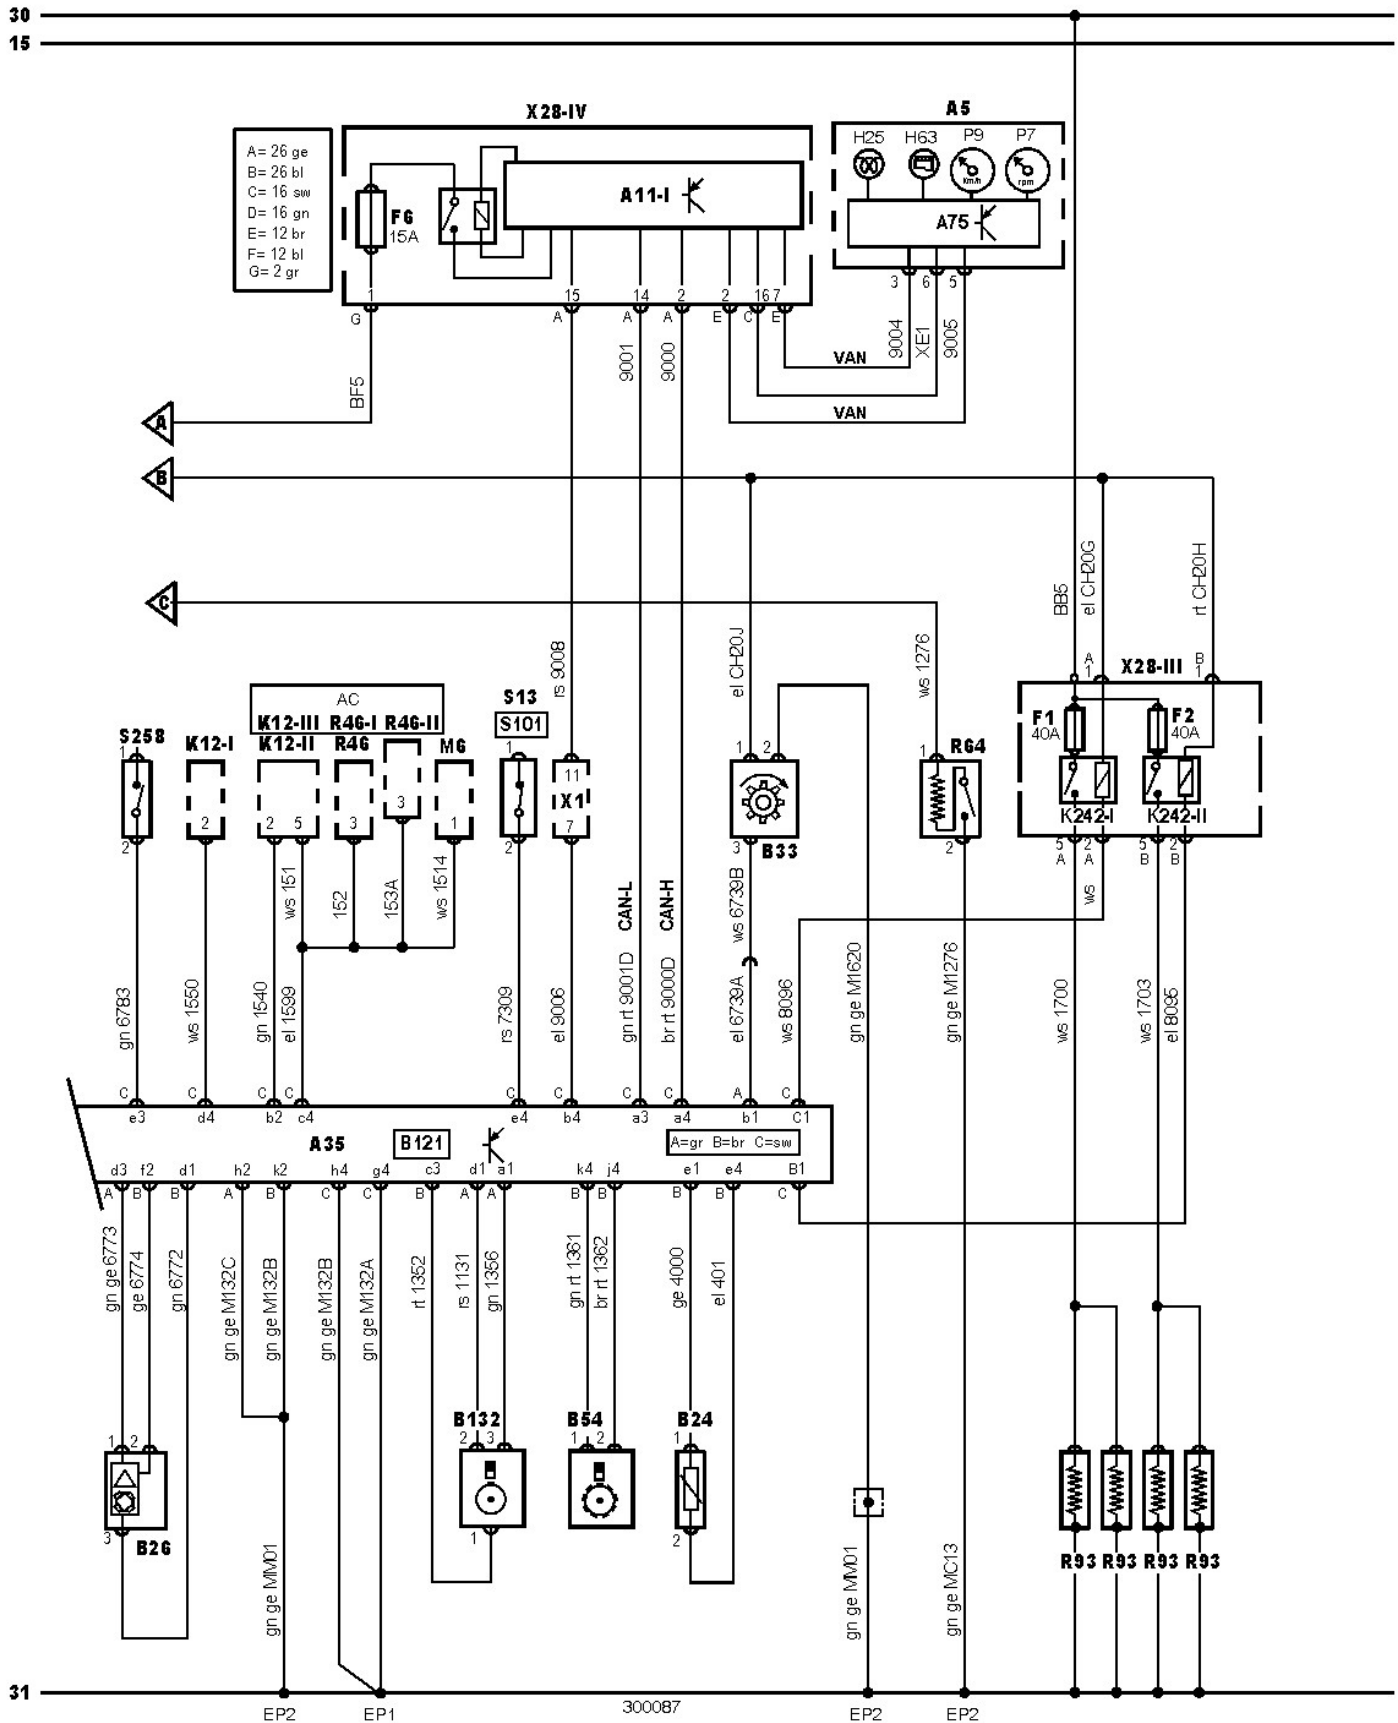 30
15
X28-IV
A5
A= 26 ge
B= 26 bl
C= 16 sw
D= 16 gn
E= 12 br
F= 12 bl
G= 2 gr
F6
15A
A11-I
H25 H63 P9 P7
Km/h
rpm
A75
1 15 14 2 2 16 7
G A A A E C E
3 6 5
BF5
9001
9000
9004
XE1
9005
VAN
VAN
A
B
C
rs 9008
el CH20J
ws 1276
BB5
el CH20G
rt CH20H
A B
1 1
X28-III
F1
40A
F2
40A
K242-I
K242-II
5 2 5 2
A A B B
AC
K12-III R46-I R46-II
S258
K12-I
K12-II
R46
M6
S13
S101
X1
B33
R64
1 1 1 2 1
2 2 5 3 3 1
11
7
2 2 3 2
gn 6783
ws 1550
gn 1540
ws 151
el 1599
152
153A
ws 1514
rs 7309
el 9006
gn rt 9001D CAN-L
br rt 9000D CAN-H
ws 6739B
el 6739A
ws 8096
gn ge M1620
gn ge M1276
ws
ws 1700
ws 1703
el 8095
C C C C C C C C A C
e3 d4 b2 c4 e4 b4 a3 a4 b1 C1
A35
B121
A=gr B=br C=sw
d3 f2 d1 h2 k2 h4 g4 c3 d1 a1 k4 j4 e1 e4 B1
A B B A B C C B A A B B B B C
gn ge 6773
ge 6774
gn 6772
gn ge M132C
gn ge M132B
gn ge M132B
gn ge M132A
rt 1352
rs 1131
gn 1356
gn rt 1361
br rt 1362
ge 4000
el 401
B132
B54
B24
1 2
2 3
1 2
1
3
B26
1
2
R93 R93 R93 R93
gn ge MM01
gn ge MM01
gn ge MC13
31
EP2
EP1
300087
EP2
EP2